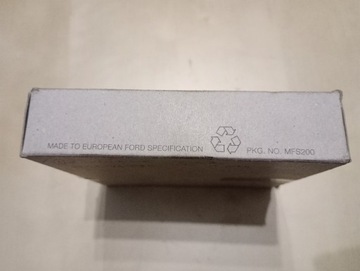 MADE TO EUROPEAN FORD SPECIFICATION PKG. NO. MFS200